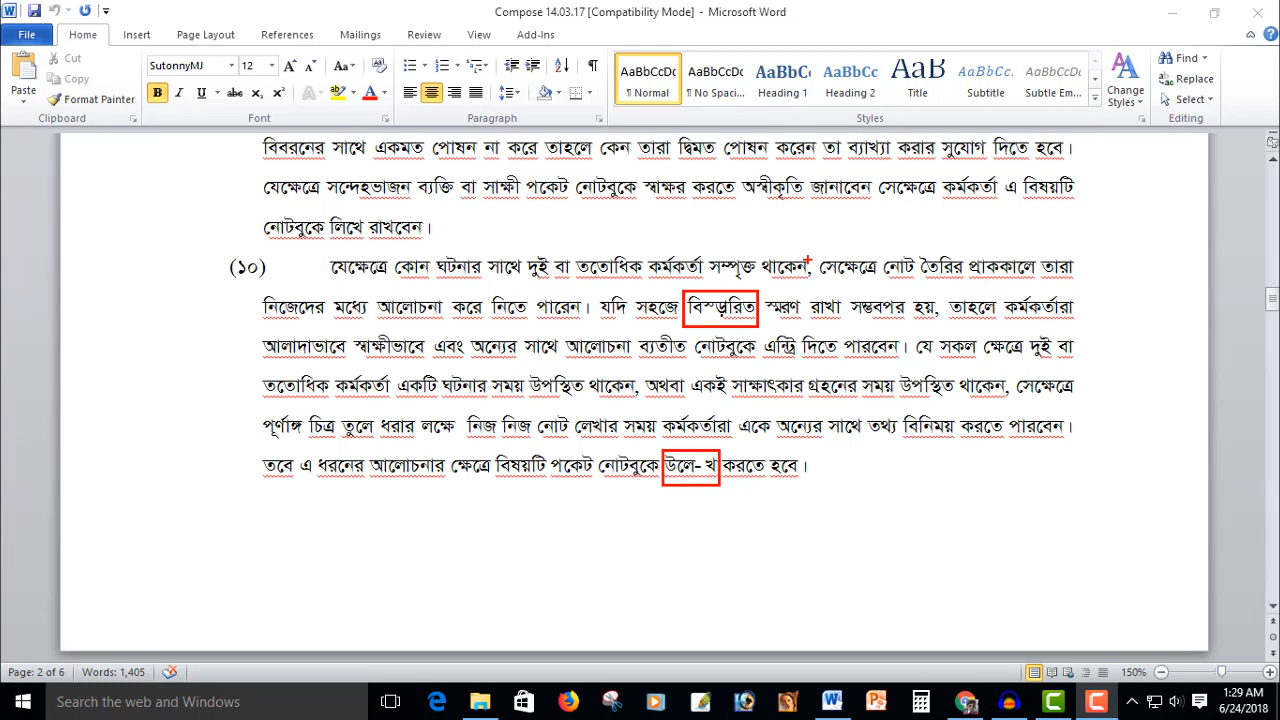 Compose 14.03.17 [Compatibility Mode] - Microsoft Word
File Home Insert Page Layout References Mailings Review View Add-Ins
Paste
Cut
Copy
Format Painter
Clipboard
SutonnyMJ 12
Font
Paragraph
AaBbCcDc AaBbCcDc AaBbC AaBbCc AaB AaBbCcD AaBbCcD
¶ Normal ¶ No Spaci... Heading 1 Heading 2 Title Subtitle Subtle Em...
Styles
Change Styles
Find
Replace
Select
Editing
বিবরনের সাথে একমত পোষন না করে তাহলে কেন তারা দ্বিমত পোষন করেন তা ব্যাখ্যা করার সুযোগ দিতে হবে।
যেক্ষেত্রে সন্দেহভাজন ব্যক্তি বা সাক্ষী পকেট নোটবুকে স্বাক্ষর করতে অস্বীকৃতি জানাবেন সেক্ষেত্রে কর্মকর্তা এ বিষয়টি
নোটবুকে লিখে রাখবেন।
(১০) যেক্ষেত্রে কোন ঘটনার সাথে দুই বা ততোধিক কর্মকর্তা সম্পৃক্ত থাকেন, সেক্ষেত্রে নোট তৈরির প্রাককালে তারা
নিজেদের মধ্যে আলোচনা করে নিতে পারেন। যদি সহজে বিস্ড়ারিত স্মরণ রাখা সম্ভবপর হয়, তাহলে কর্মকর্তারা
আলাদাভাবে স্বাক্ষীভাবে এবং অন্যের সাথে আলোচনা ব্যতীত নোটবুকে এন্ট্রি দিতে পারবেন। যে সকল ক্ষেত্রে দুই বা
ততোধিক কর্মকর্তা একটি ঘটনার সময় উপস্থিত থাকেন, অথবা একই সাক্ষাৎকার গ্রহনের সময় উপস্থিত থাকেন, সেক্ষেত্রে
পূর্ণাঙ্গ চিত্র তুলে ধরার লক্ষে নিজ নিজ নোট লেখার সময় কর্মকর্তারা একে অন্যের সাথে তথ্য বিনিময় করতে পারবেন।
তবে এ ধরনের আলোচনার ক্ষেত্রে বিষয়টি পকেট নোটবুকে উলে- খ করতে হবে।
Page: 2 of 6 Words: 1,405 150%
Search the web and Windows
1:29 AM
6/24/2018